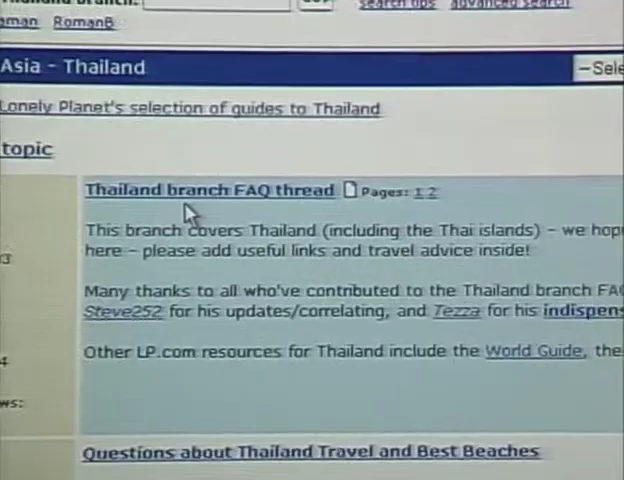 search tips advanced search
RomanB
Asia - Thailand
Lonely Planet's selection of guides to Thailand
topic
Thailand branch FAQ thread Pages: 1 2
This branch covers Thailand (including the Thai islands) - we hop
here - please add useful links and travel advice inside!
Many thanks to all who've contributed to the Thailand branch FAQ
Steve252 for his updates/correlating, and Tezza for his indispens
Other LP.com resources for Thailand include the World Guide, the
Questions about Thailand Travel and Best Beaches